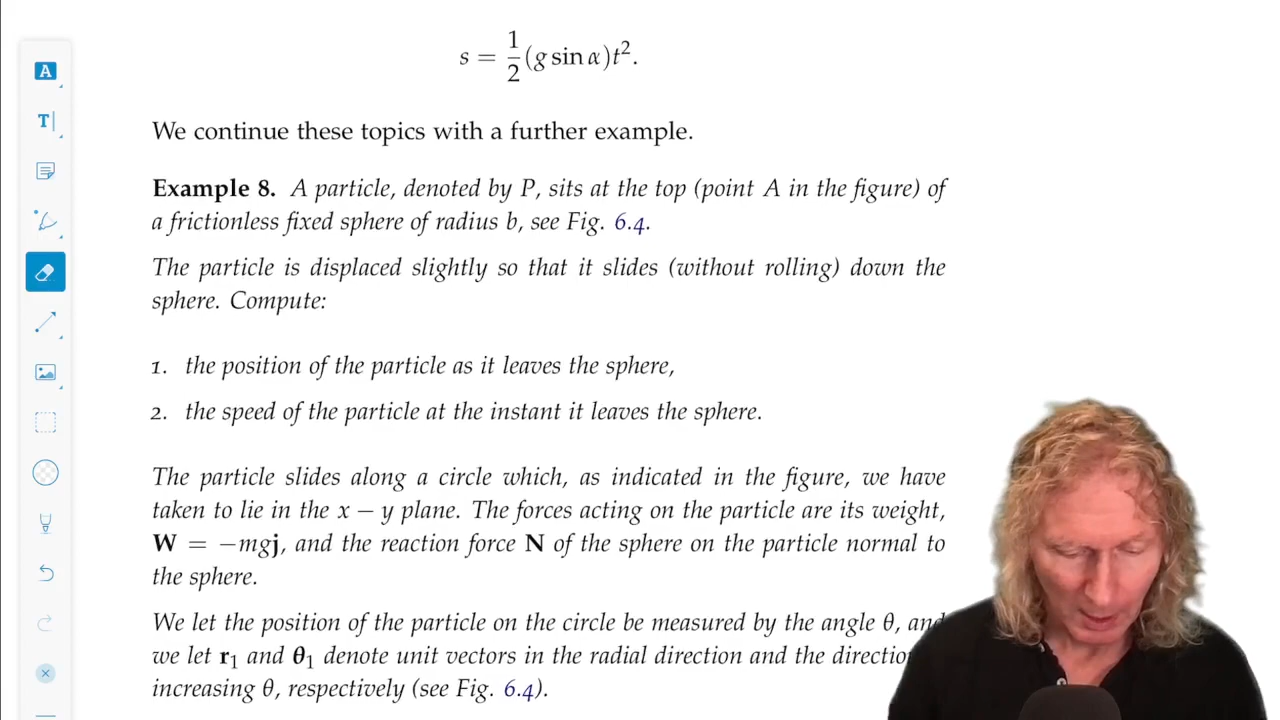 s = 1/2 (g sin α)t².
We continue these topics with a further example.
Example 8. A particle, denoted by P, sits at the top (point A in the figure) of
a frictionless fixed sphere of radius b, see Fig. 6.4.
The particle is displaced slightly so that it slides (without rolling) down the
sphere. Compute:
1. the position of the particle as it leaves the sphere,
2. the speed of the particle at the instant it leaves the sphere.
The particle slides along a circle which, as indicated in the figure, we have
taken to lie in the x − y plane. The forces acting on the particle are its weight,
W = −mgj, and the reaction force N of the sphere on the particle normal to
the sphere.
We let the position of the particle on the circle be measured by the angle θ, and
we let r₁ and θ₁ denote unit vectors in the radial direction and the
increasing θ, respectively (see Fig. 6.4).